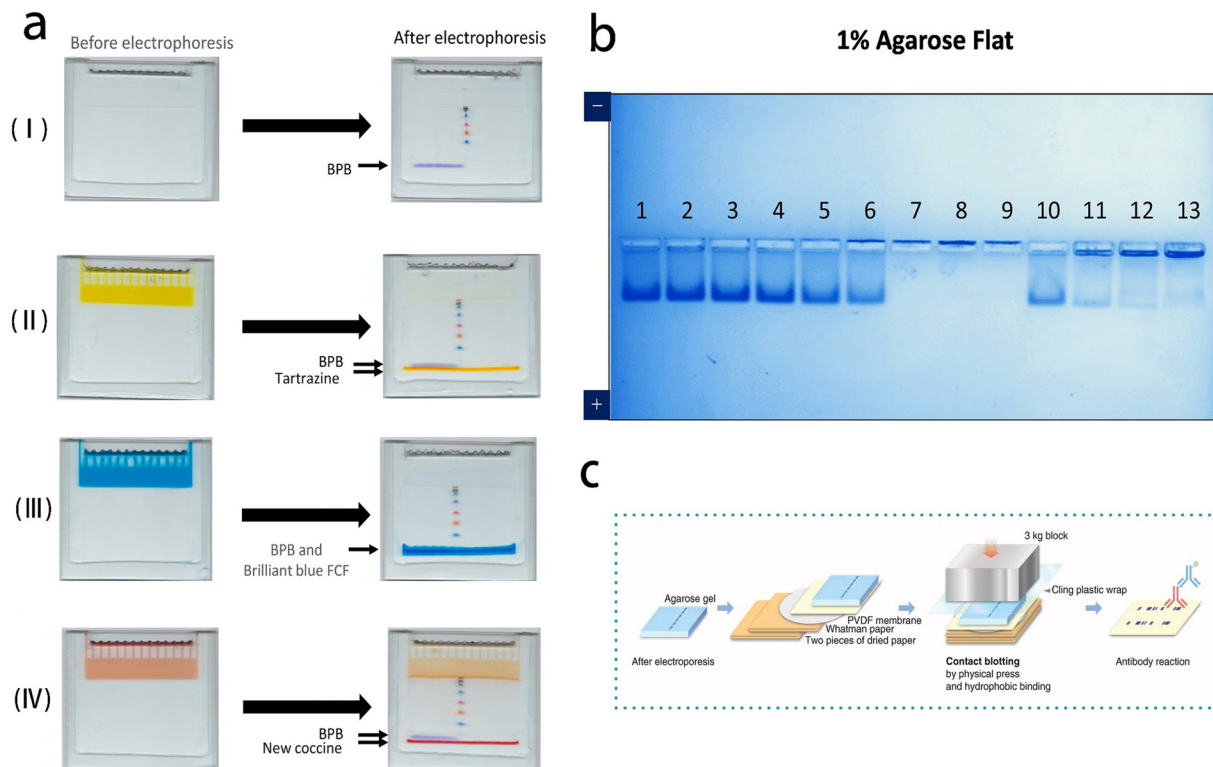 a
Before electrophoresis
After electrophoresis
(I)
BPB
(II)
BPB
Tartrazine
(III)
BPB and
Brilliant blue FCF
(IV)
BPB
New coccine
b
1% Agarose Flat
−
1 2 3 4 5 6 7 8 9 10 11 12 13
+
c
3 kg block
Cling plastic wrap
Agarose gel
PVDF membrane
Whatman paper
Two pieces of dried paper
After electroporesis
Contact blotting
by physical press
and hydrophobic binding
Antibody reaction